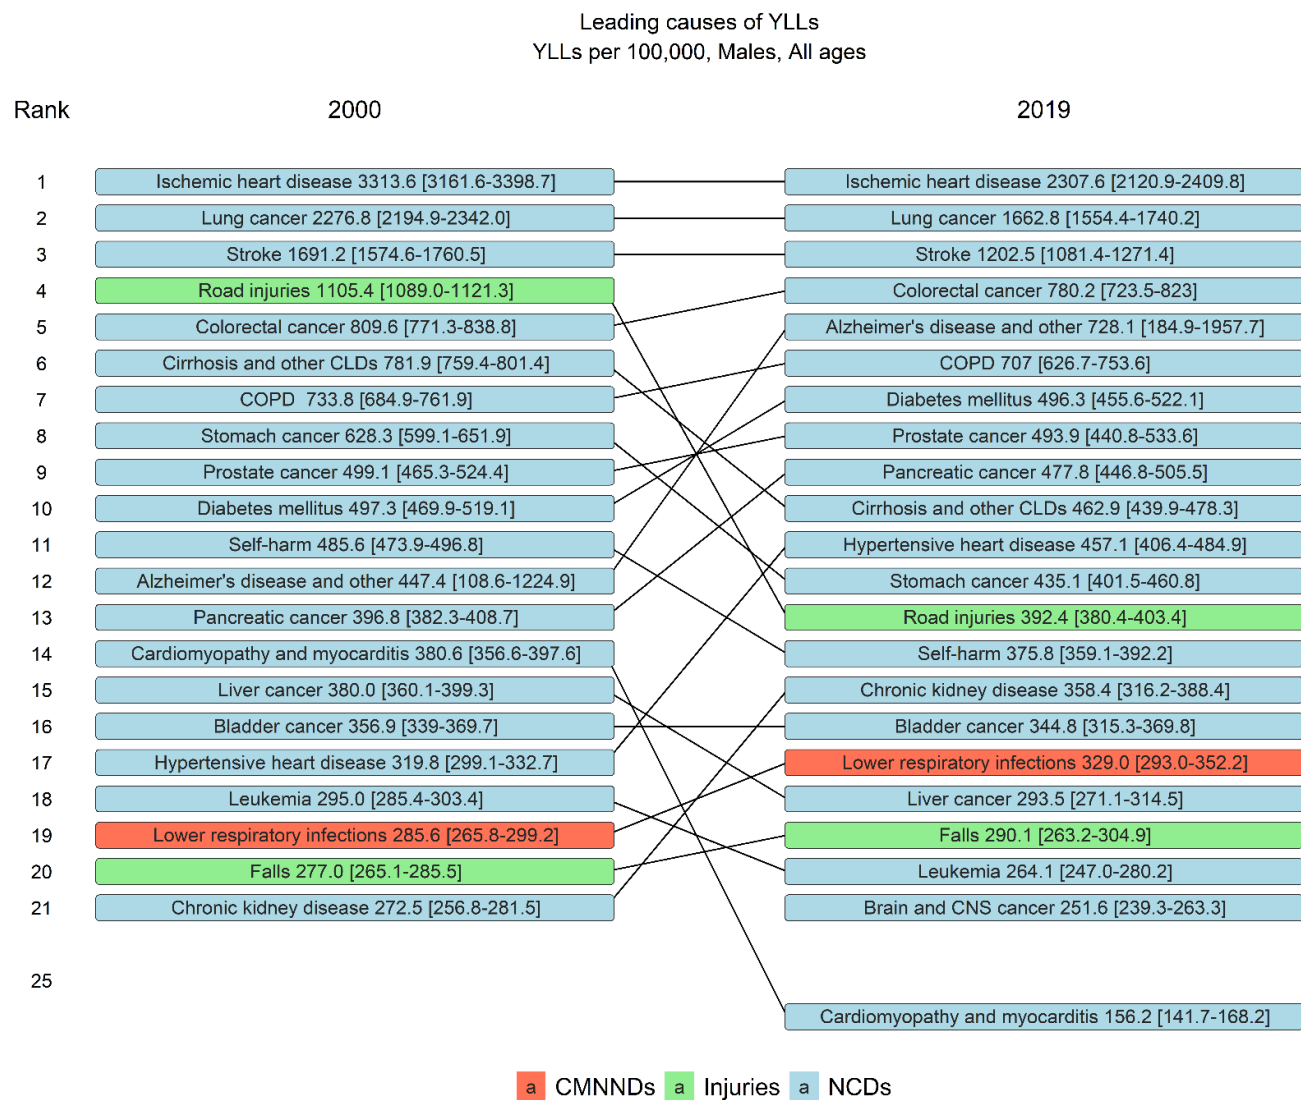 Leading causes of YLLs
YLLs per 100,000, Males, All ages
Rank 2000 2019
1 Ischemic heart disease 3313.6 [3161.6-3398.7] Ischemic heart disease 2307.6 [2120.9-2409.8]
2 Lung cancer 2276.8 [2194.9-2342.0] Lung cancer 1662.8 [1554.4-1740.2]
3 Stroke 1691.2 [1574.6-1760.5] Stroke 1202.5 [1081.4-1271.4]
4 Road injuries 1105.4 [1089.0-1121.3] Colorectal cancer 780.2 [723.5-823]
5 Colorectal cancer 809.6 [771.3-838.8] Alzheimer's disease and other 728.1 [184.9-1957.7]
6 Cirrhosis and other CLDs 781.9 [759.4-801.4] COPD 707 [626.7-753.6]
7 COPD 733.8 [684.9-761.9] Diabetes mellitus 496.3 [455.6-522.1]
8 Stomach cancer 628.3 [599.1-651.9] Prostate cancer 493.9 [440.8-533.6]
9 Prostate cancer 499.1 [465.3-524.4] Pancreatic cancer 477.8 [446.8-505.5]
10 Diabetes mellitus 497.3 [469.9-519.1] Cirrhosis and other CLDs 462.9 [439.9-478.3]
11 Self-harm 485.6 [473.9-496.8] Hypertensive heart disease 457.1 [406.4-484.9]
12 Alzheimer's disease and other 447.4 [108.6-1224.9] Stomach cancer 435.1 [401.5-460.8]
13 Pancreatic cancer 396.8 [382.3-408.7] Road injuries 392.4 [380.4-403.4]
14 Cardiomyopathy and myocarditis 380.6 [356.6-397.6] Self-harm 375.8 [359.1-392.2]
15 Liver cancer 380.0 [360.1-399.3] Chronic kidney disease 358.4 [316.2-388.4]
16 Bladder cancer 356.9 [339-369.7] Bladder cancer 344.8 [315.3-369.8]
17 Hypertensive heart disease 319.8 [299.1-332.7] Lower respiratory infections 329.0 [293.0-352.2]
18 Leukemia 295.0 [285.4-303.4] Liver cancer 293.5 [271.1-314.5]
19 Lower respiratory infections 285.6 [265.8-299.2] Falls 290.1 [263.2-304.9]
20 Falls 277.0 [265.1-285.5] Leukemia 264.1 [247.0-280.2]
21 Chronic kidney disease 272.5 [256.8-281.5] Brain and CNS cancer 251.6 [239.3-263.3]
25
Cardiomyopathy and myocarditis 156.2 [141.7-168.2]
a CMNNDs a Injuries a NCDs